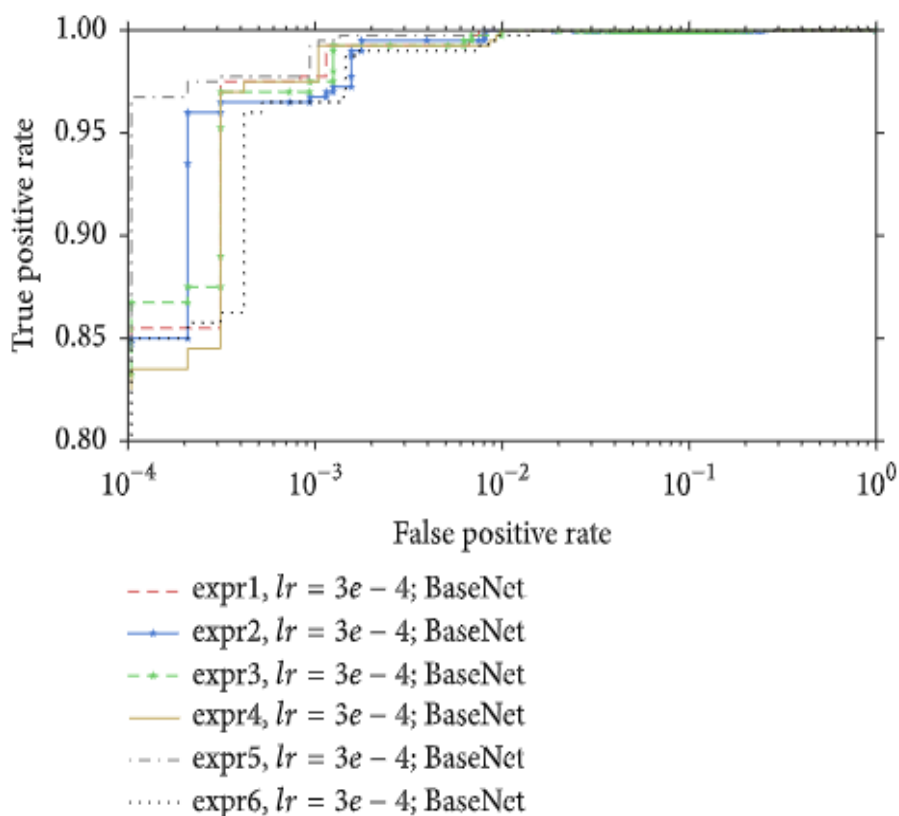 1.00
0.95
0.90
0.85
0.80
True positive rate
10⁻⁴ 10⁻³ 10⁻² 10⁻¹ 10⁰
False positive rate
expr1, lr = 3e − 4; BaseNet
expr2, lr = 3e − 4; BaseNet
expr3, lr = 3e − 4; BaseNet
expr4, lr = 3e − 4; BaseNet
expr5, lr = 3e − 4; BaseNet
expr6, lr = 3e − 4; BaseNet